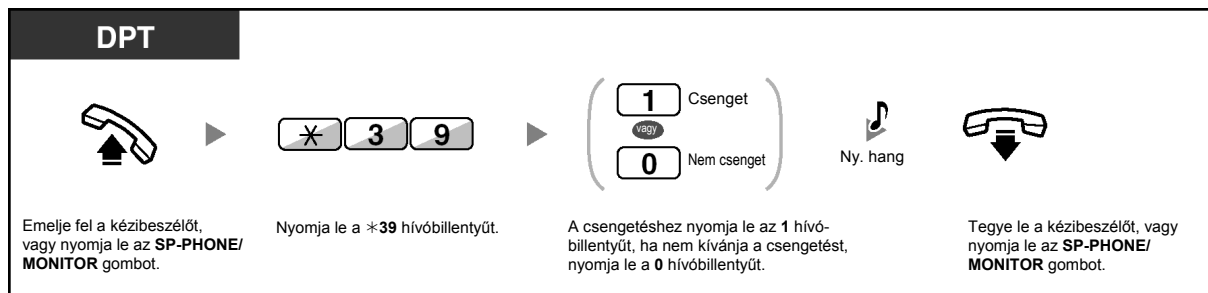 DPT
✳ 3 9
1 Csenget
vagy
0 Nem csenget
Ny. hang
Emelje fel a kézibeszélőt,
vagy nyomja le az SP-PHONE/
MONITOR gombot.
Nyomja le a ✳39 hívóbillentyűt.
A csengetéshez nyomja le az 1 hívó-
billentyűt, ha nem kívánja a csengetést,
nyomja le a 0 hívóbillentyűt.
Tegye le a kézibeszélőt, vagy
nyomja le az SP-PHONE/
MONITOR gombot.